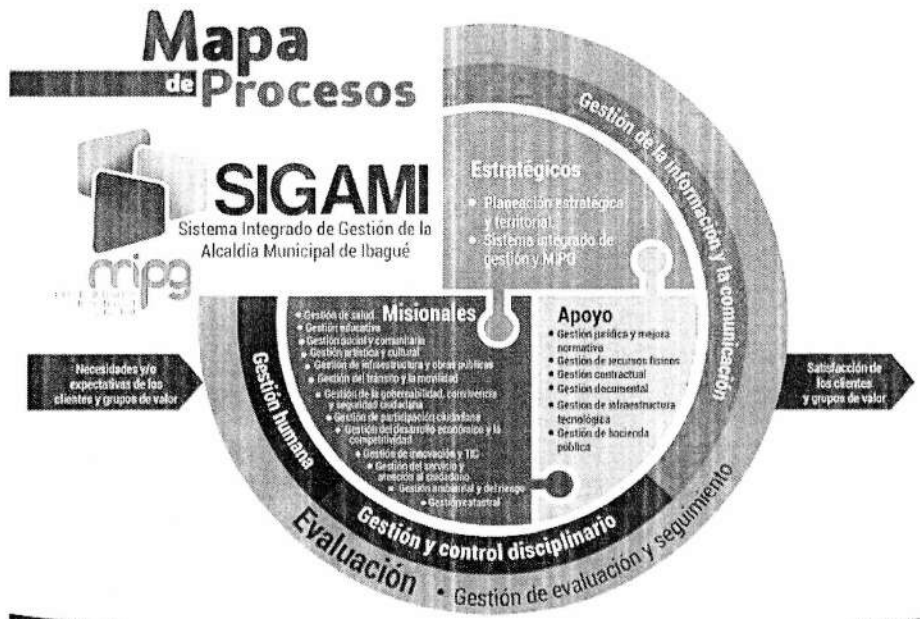 Mapa
de Procesos
SIGAMI
Sistema Integrado de Gestión de la
Alcaldía Municipal de Ibagué
mipg
Necesidades y/o
expectativas de los
clientes y grupos de valor
Estratégicos
• Planeación estratégica
y territorial.
• Sistema integrado de
gestión y MIPG
Misionales
• Gestión de salud
• Gestión educativa
• Gestión social y comunitaria
• Gestión artística y cultural
• Gestión de infraestructura y obras públicas
• Gestión del tránsito y la movilidad
• Gestión de la gobernabilidad, convivencia
y seguridad ciudadana
• Gestión de participación ciudadana
• Gestión del desarrollo económico y la
competitividad
• Gestión de innovación y TIC
• Gestión del servicio y
atención al ciudadano
• Gestión ambiental y del riesgo
• Gestión catastral
Apoyo
• Gestión jurídica y mejora
normativa
• Gestión de recursos físicos
• Gestión contractual
• Gestión documental
• Gestión de infraestructura
tecnológica
• Gestión de hacienda
pública
Gestión de la información y la comunicación
Gestión humana
Gestión y control disciplinario
Evaluación
• Gestión de evaluación y seguimiento
Satisfacción de
los clientes
y grupos de valor